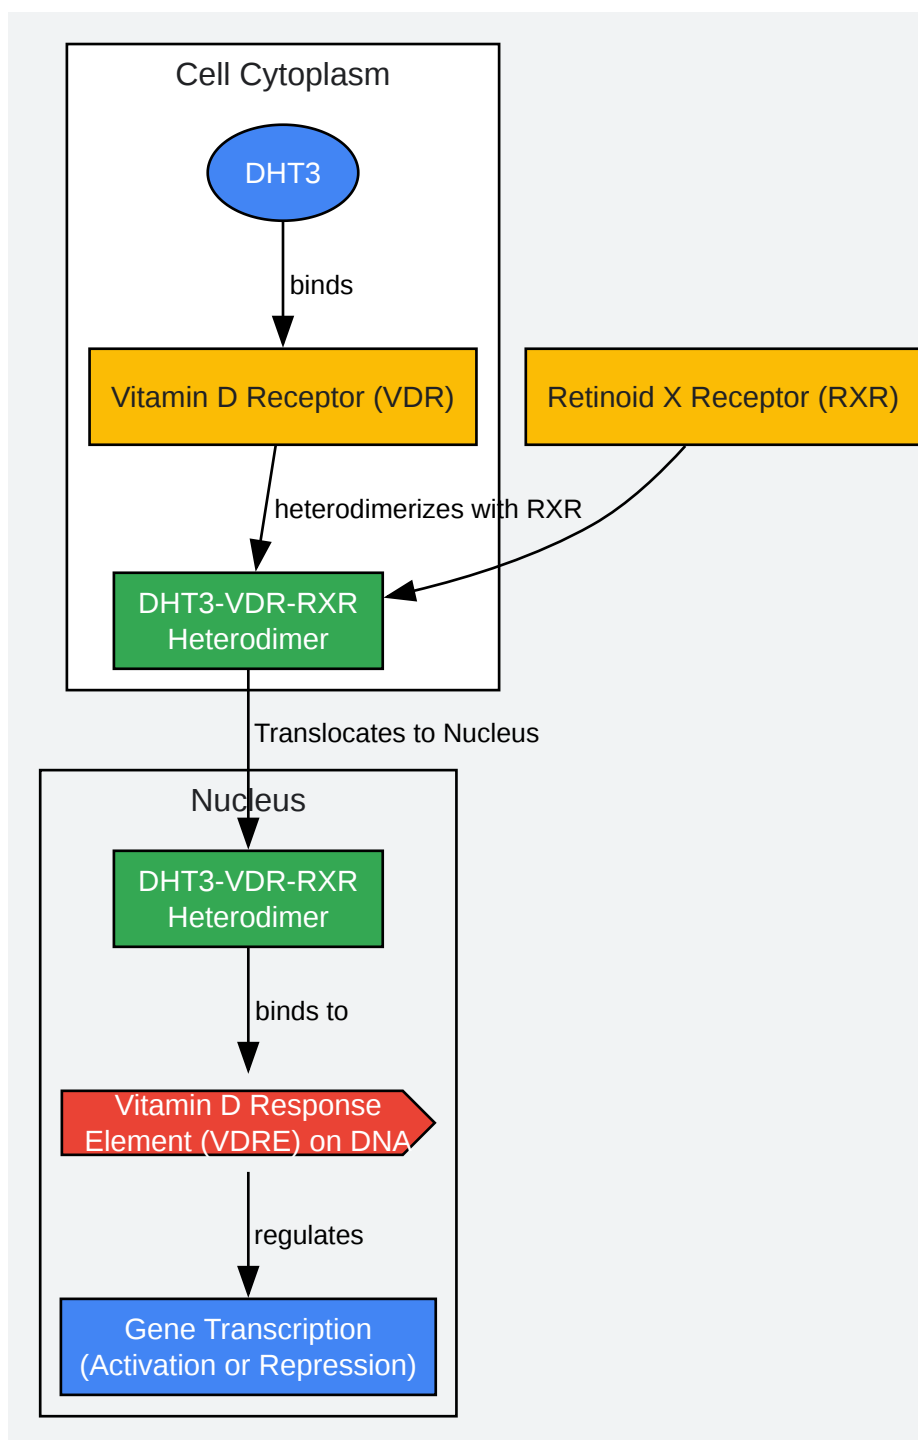 Cell Cytoplasm
DHT3
binds
Vitamin D Receptor (VDR)
Retinoid X Receptor (RXR)
heterodimerizes with RXR
DHT3-VDR-RXR
Heterodimer
Translocates to Nucleus
Nucleus
DHT3-VDR-RXR
Heterodimer
binds to
Vitamin D Response
Element (VDRE) on DNA
regulates
Gene Transcription
(Activation or Repression)